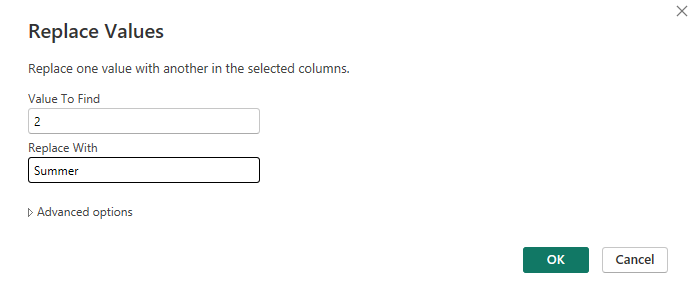 Replace Values
Replace one value with another in the selected columns.
Value To Find
2
Replace With
Summer
Advanced options
OK Cancel